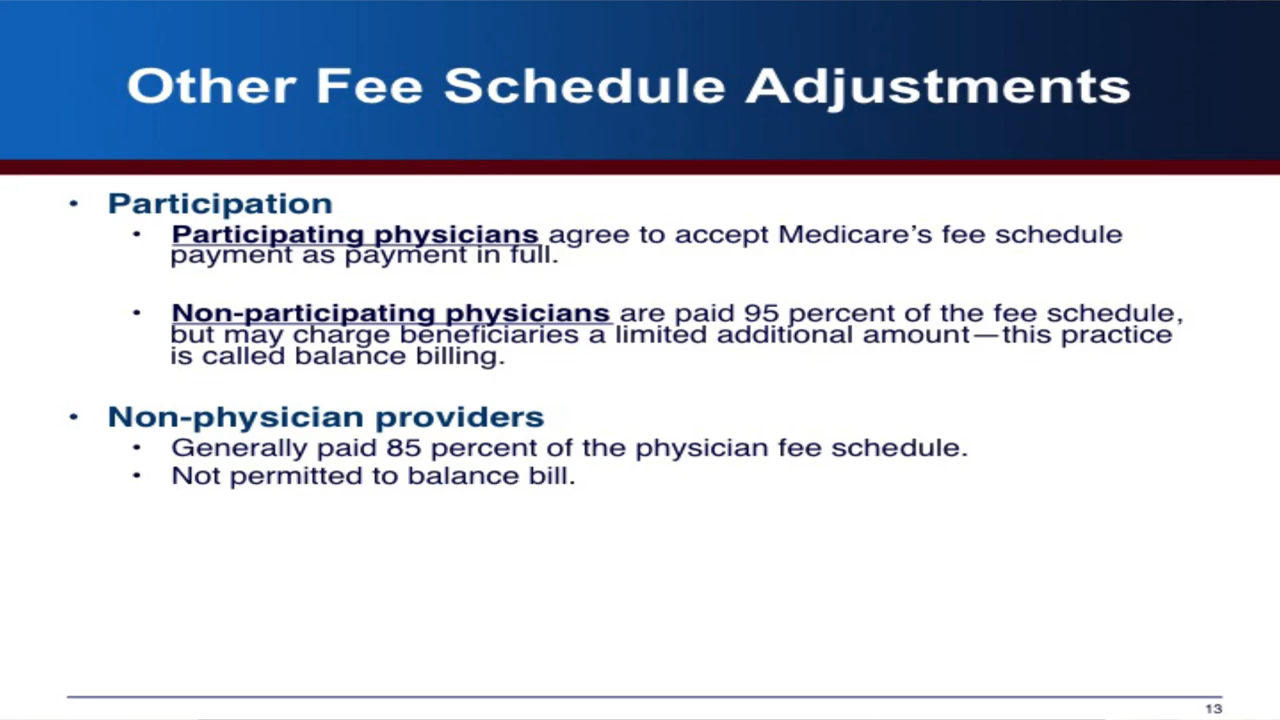 Other Fee Schedule Adjustments
• Participation
• Participating physicians agree to accept Medicare’s fee schedule
payment as payment in full.
• Non-participating physicians are paid 95 percent of the fee schedule,
but may charge beneficiaries a limited additional amount—this practice
is called balance billing.
• Non-physician providers
• Generally paid 85 percent of the physician fee schedule.
• Not permitted to balance bill.
13